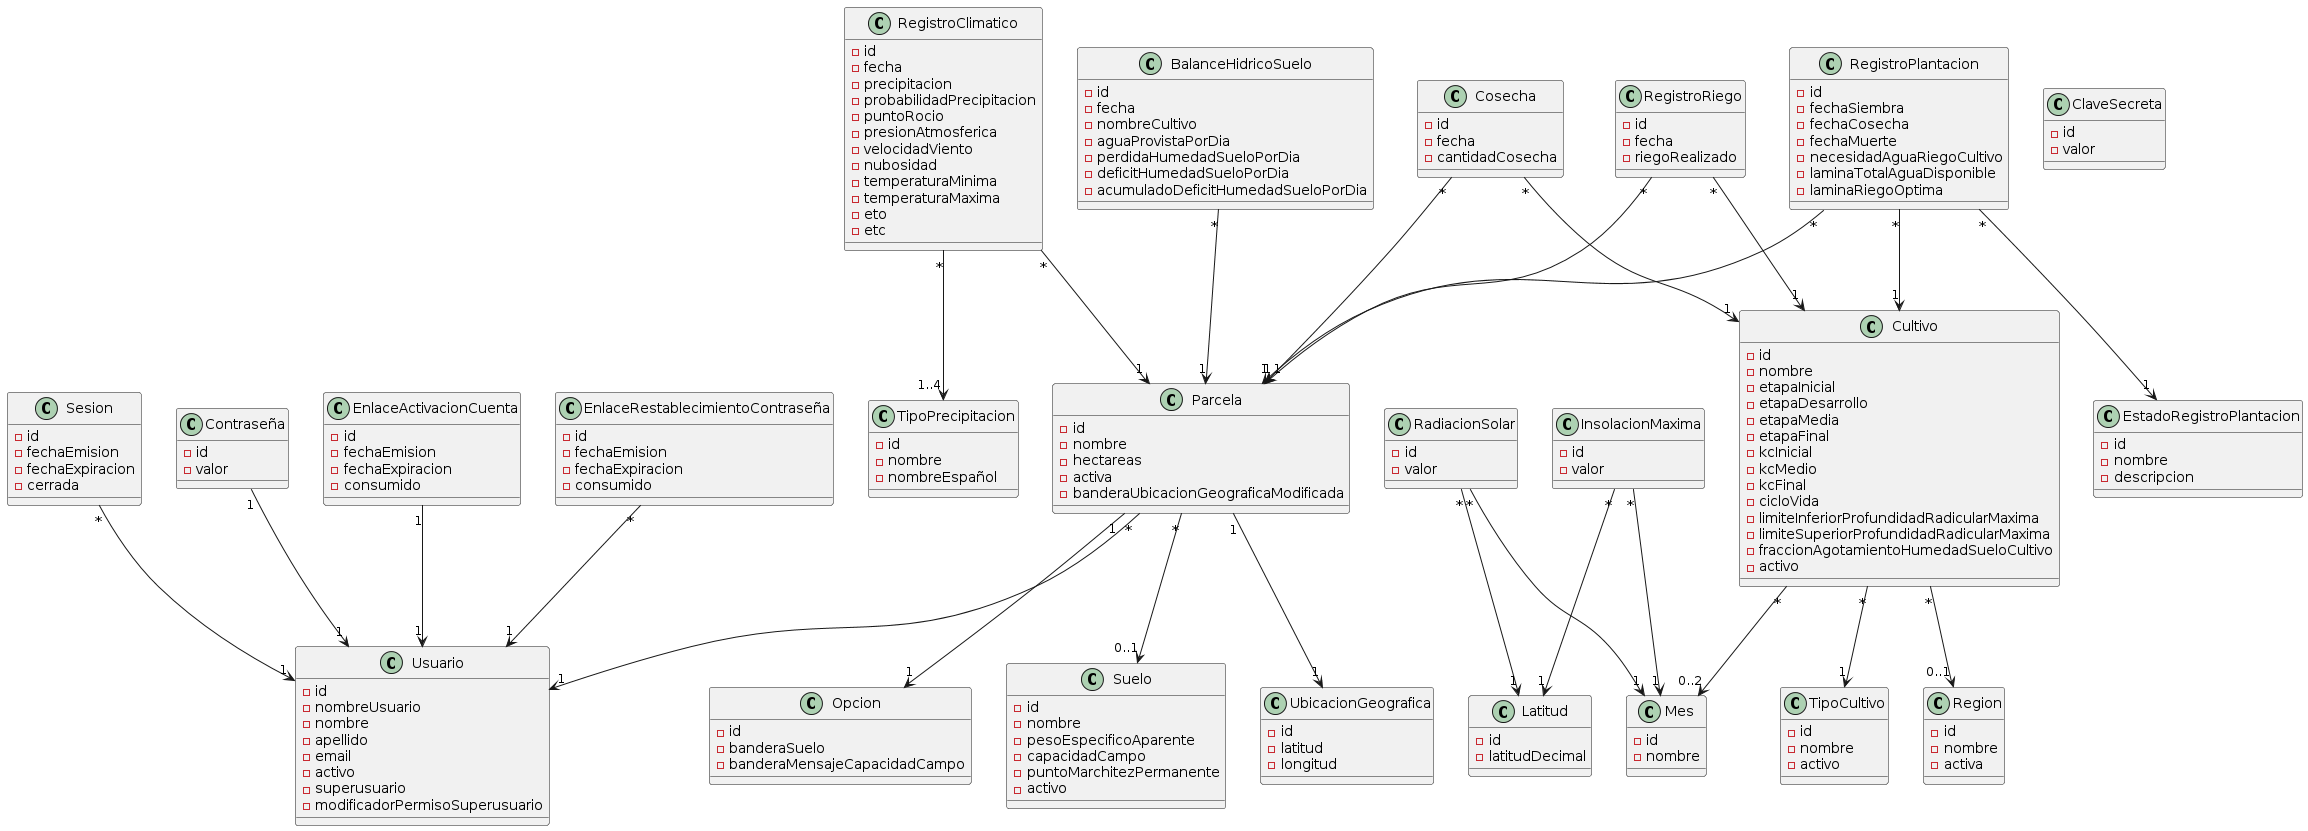 RegistroClimatico
id
fecha
precipitacion
probabilidadPrecipitacion
puntoRocio
presionAtmosferica
velocidadViento
nubosidad
temperaturaMinima
temperaturaMaxima
eto
etc
BalanceHidricoSuelo
id
fecha
nombreCultivo
aguaProvistaPorDia
perdidaHumedadSueloPorDia
deficitHumedadSueloPorDia
acumuladoDeficitHumedadSueloPorDia
Cosecha
id
fecha
cantidadCosecha
RegistroRiego
id
fecha
riegoRealizado
RegistroPlantacion
id
fechaSiembra
fechaCosecha
fechaMuerte
necesidadAguaRiegoCultivo
laminaTotalAguaDisponible
laminaRiegoOptima
ClaveSecreta
id
valor
* * * * * * * * * *
1 1 1 1 1 1 1 1
1..4
1
Cultivo
id
nombre
etapaInicial
etapaDesarrollo
etapaMedia
etapaFinal
kcInicial
kcMedio
kcFinal
cicloVida
limiteInferiorProfundidadRadicularMaxima
limiteSuperiorProfundidadRadicularMaxima
fraccionAgotamientoHumedadSueloCultivo
activo
Sesion
id
fechaEmision
fechaExpiracion
cerrada
Contraseña
id
valor
EnlaceActivacionCuenta
id
fechaEmision
fechaExpiracion
consumido
EnlaceRestablecimientoContraseña
id
fechaEmision
fechaExpiracion
consumido
TipoPrecipitacion
id
nombre
nombreEspañol
Parcela
id
nombre
hectareas
activa
banderaUbicacionGeograficaModificada
RadiacionSolar
id
valor
InsolacionMaxima
id
valor
EstadoRegistroPlantacion
id
nombre
descripcion
* 1 1 * 1 * * 1 * * * * * * *
1 1 1 1 1 1 0..1 1 1 1 1 1 0..2 1 0..1
Usuario
id
nombreUsuario
nombre
apellido
email
activo
superusuario
modificadorPermisoSuperusuario
Opcion
id
banderaSuelo
banderaMensajeCapacidadCampo
Suelo
id
nombre
pesoEspecificoAparente
capacidadCampo
puntoMarchitezPermanente
activo
UbicacionGeografica
id
latitud
longitud
Latitud
id
latitudDecimal
Mes
id
nombre
TipoCultivo
id
nombre
activo
Region
id
nombre
activa